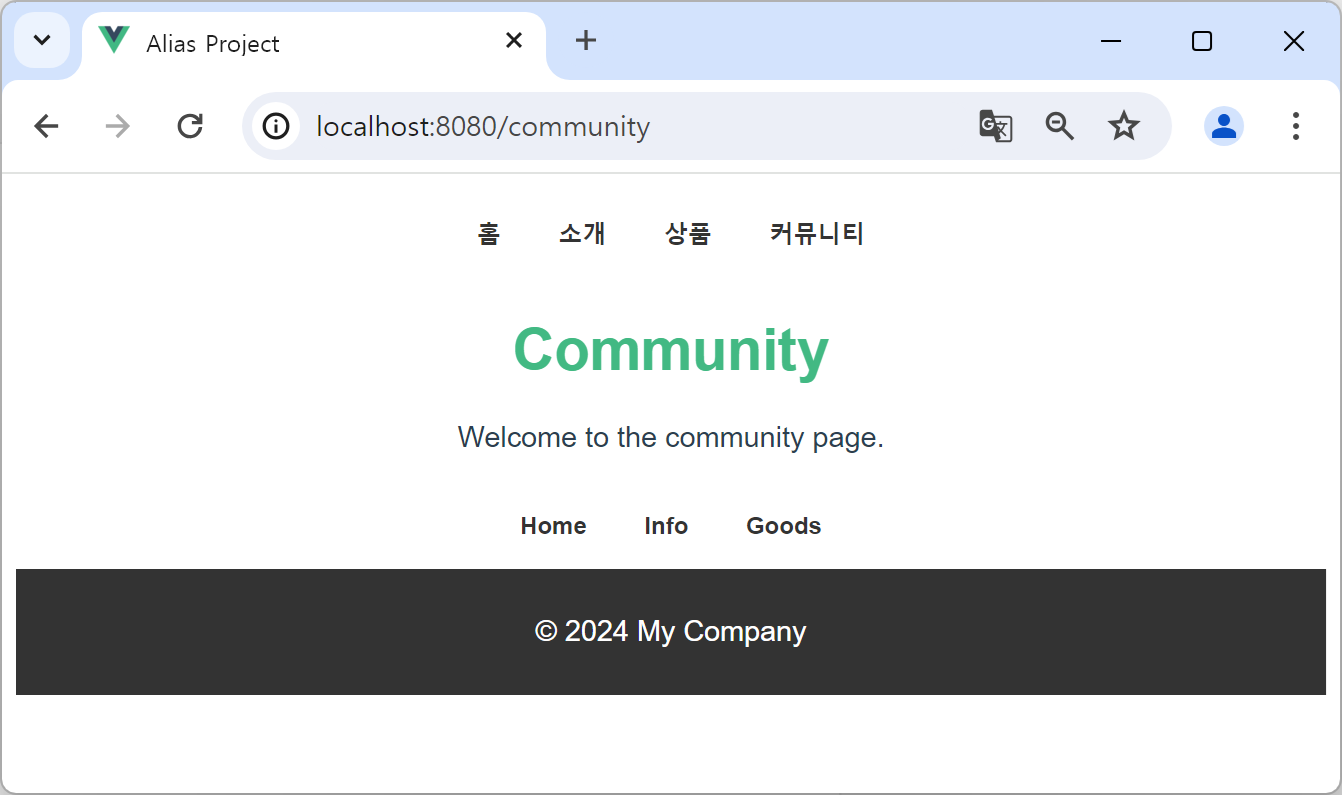 Alias Project
localhost:8080/community
홈 소개 상품 커뮤니티
Community
Welcome to the community page.
Home Info Goods
© 2024 My Company